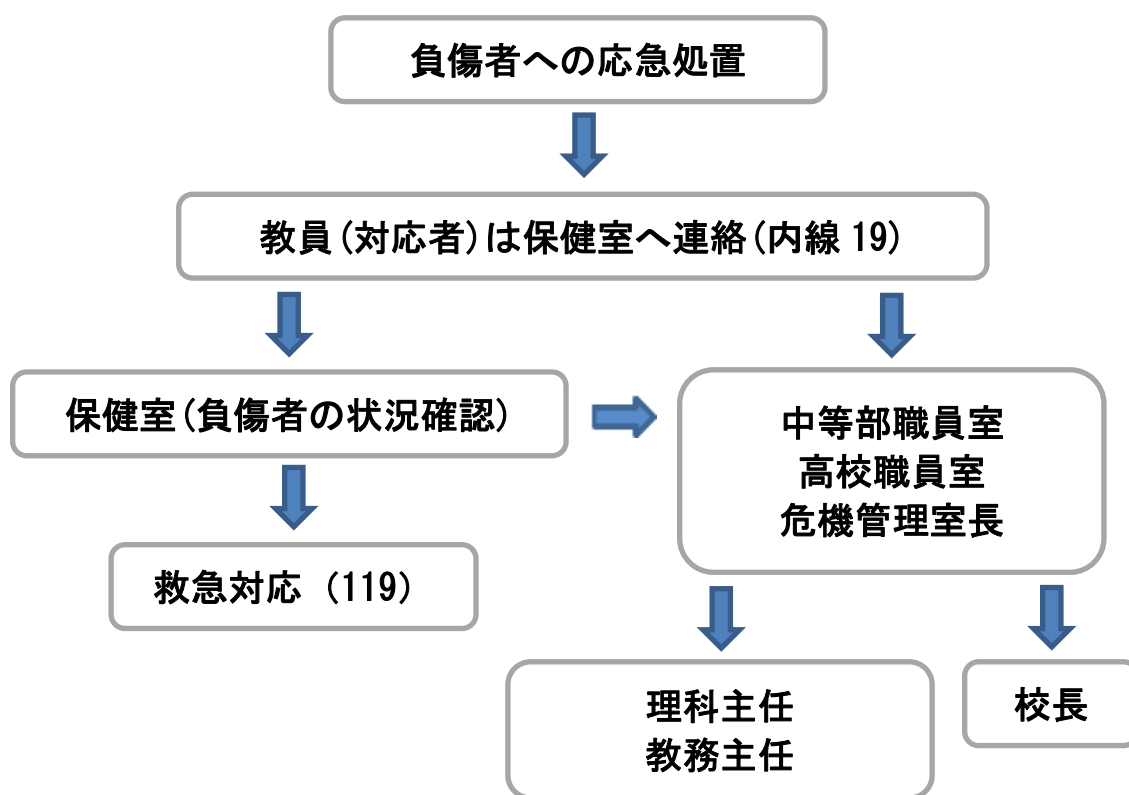 負傷者への応急処置
教員(対応者)は保健室へ連絡(内線 19)
保健室(負傷者の状況確認)
中等部職員室
高校職員室
危機管理室長
救急対応 (119)
理科主任
教務主任
校長